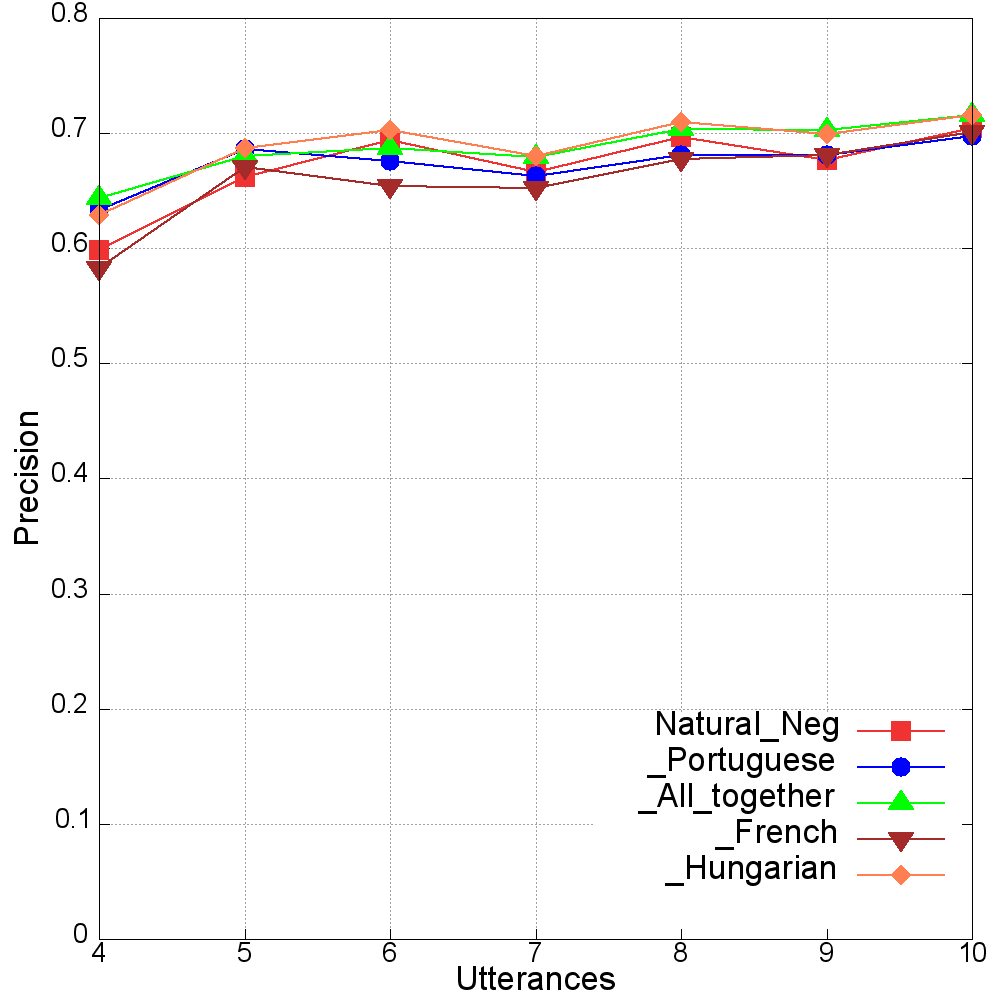 0.8
0.7
0.6
0.5
0.4
0.3
0.2
0.1
0
Precision
Natural_Neg
_Portuguese
_All_together
_French
_Hungarian
4 5 6 7 8 9 10
Utterances